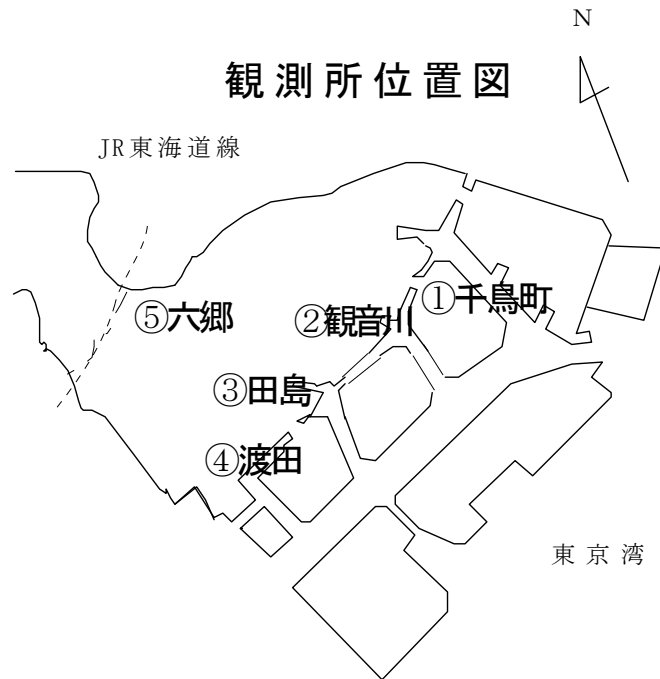 N
観測所位置図
JR東海道線
①千鳥町
⑤六郷
②観音川
③田島
④渡田
東京湾